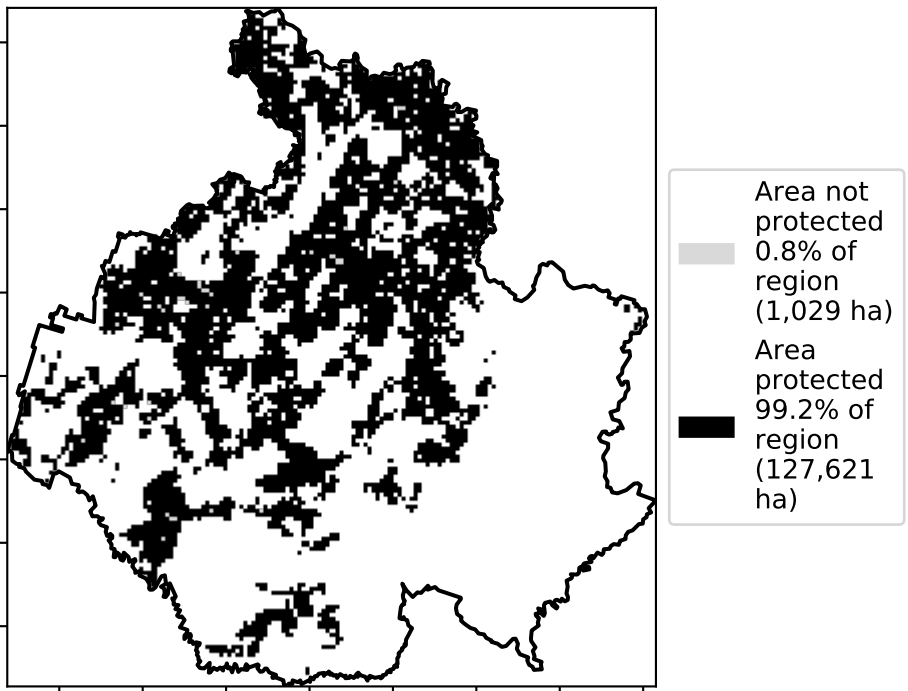 Area not
protected
0.8% of
region
(1,029 ha)
Area
protected
99.2% of
region
(127,621
ha)